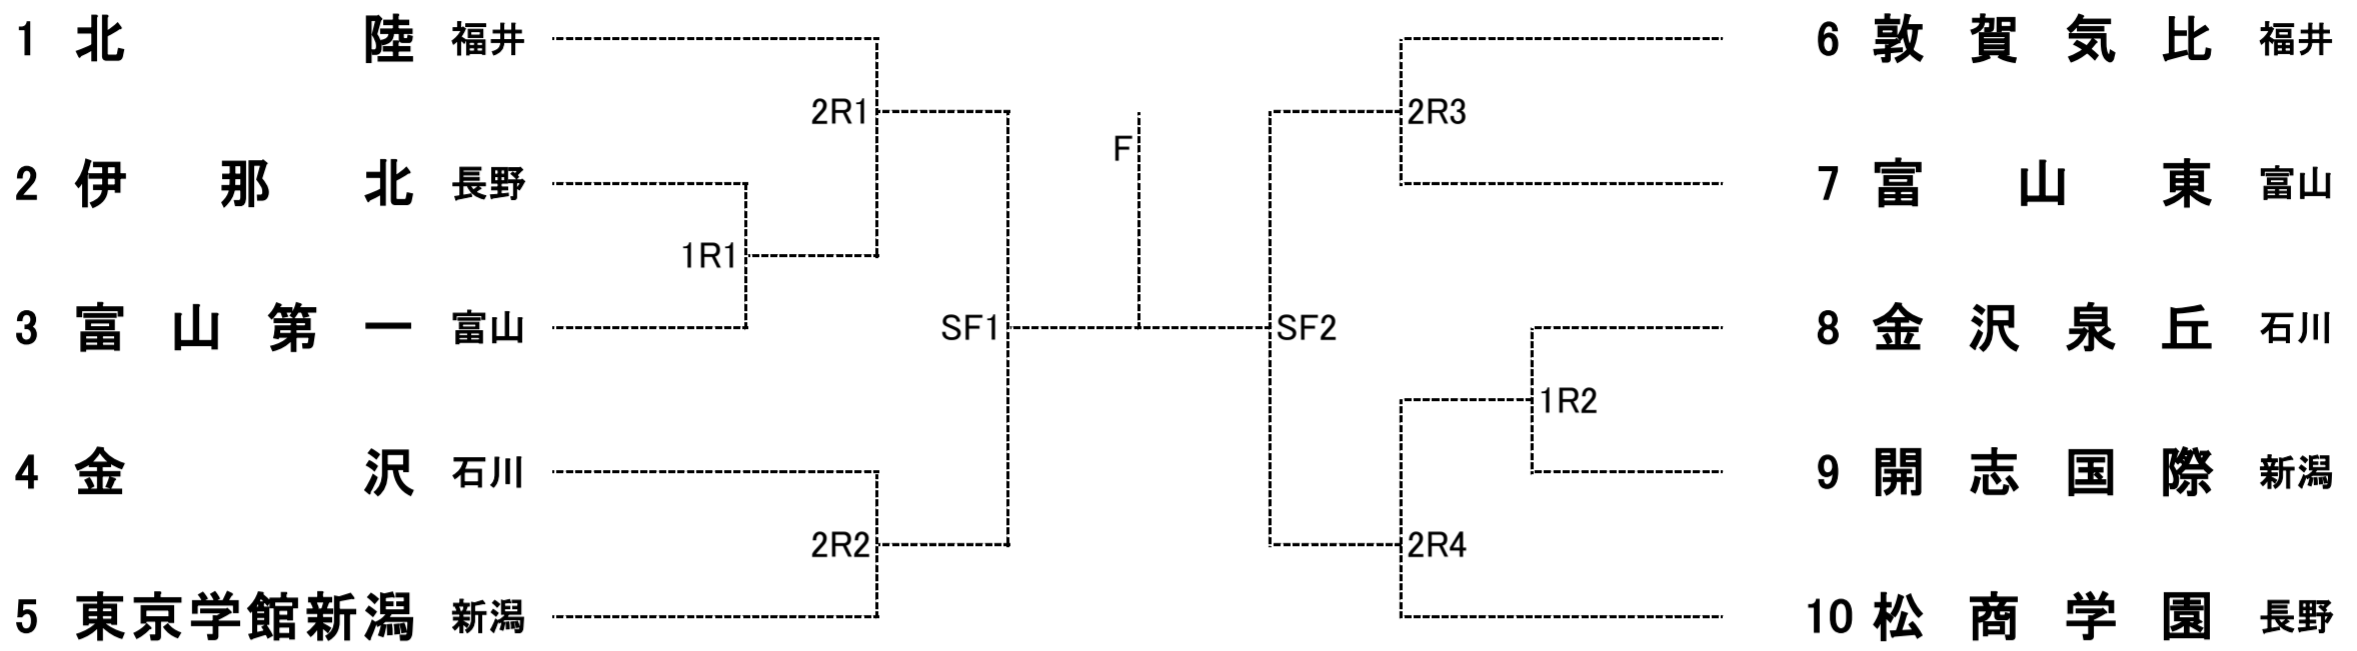 1 北陸 福井
2R1
2 伊那北 長野
1R1
3 富山第一 富山
SF1
4 金沢 石川
2R2
5 東京学館新潟 新潟
F
6 敦賀気比 福井
2R3
7 富山東 富山
SF2
8 金沢泉丘 石川
1R2
9 開志国際 新潟
2R4
10 松商学園 長野